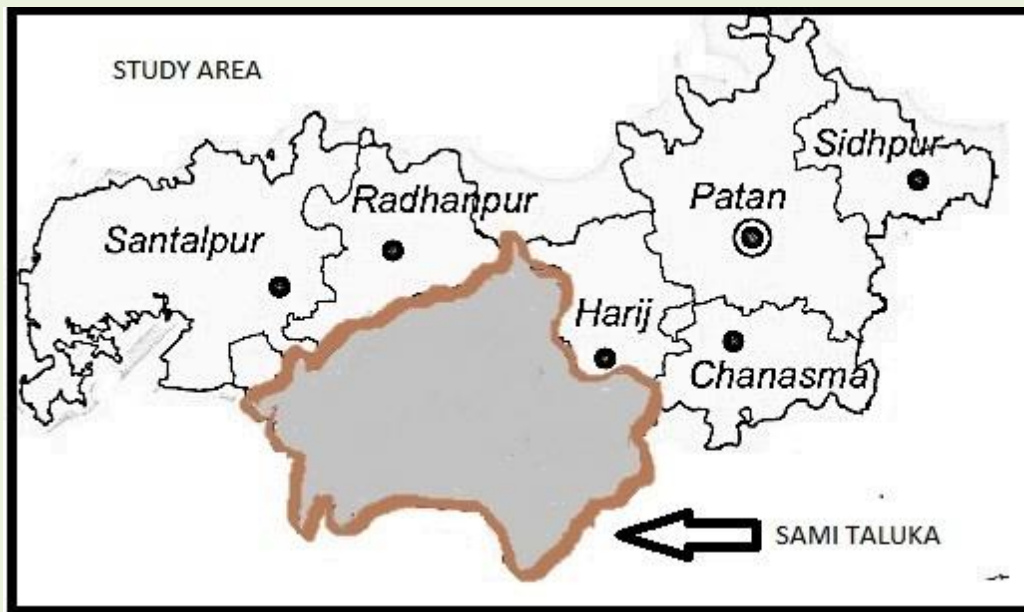 STUDY AREA
Sidhpur
Radhanpur
Patan
Santalpur
Harij
Chanasma
SAMI TALUKA